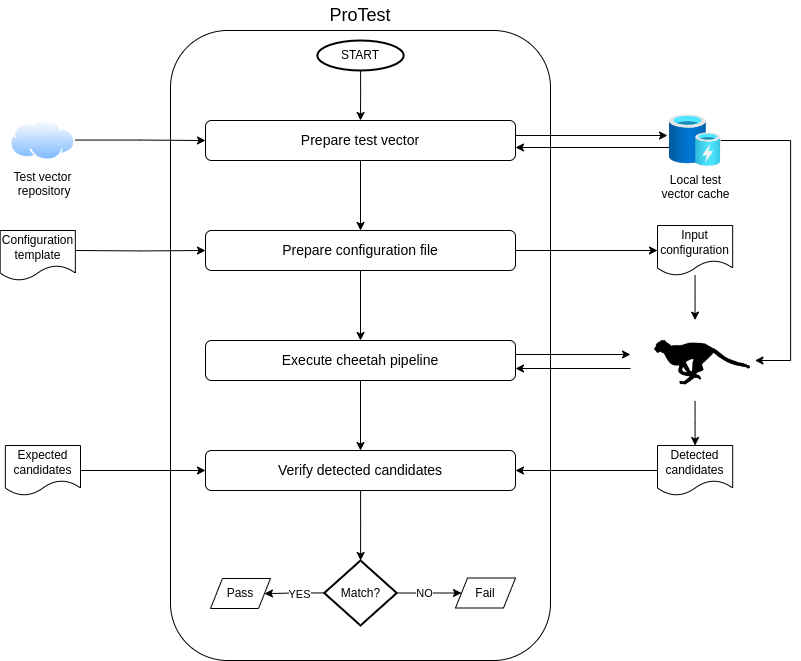 ProTest
START
Prepare test vector
Test vector
repository
Local test
vector cache
Configuration
template
Prepare configuration file
Input
configuration
Execute cheetah pipeline
Expected
candidates
Verify detected candidates
Detected
candidates
Pass
YES
Match?
NO
Fail